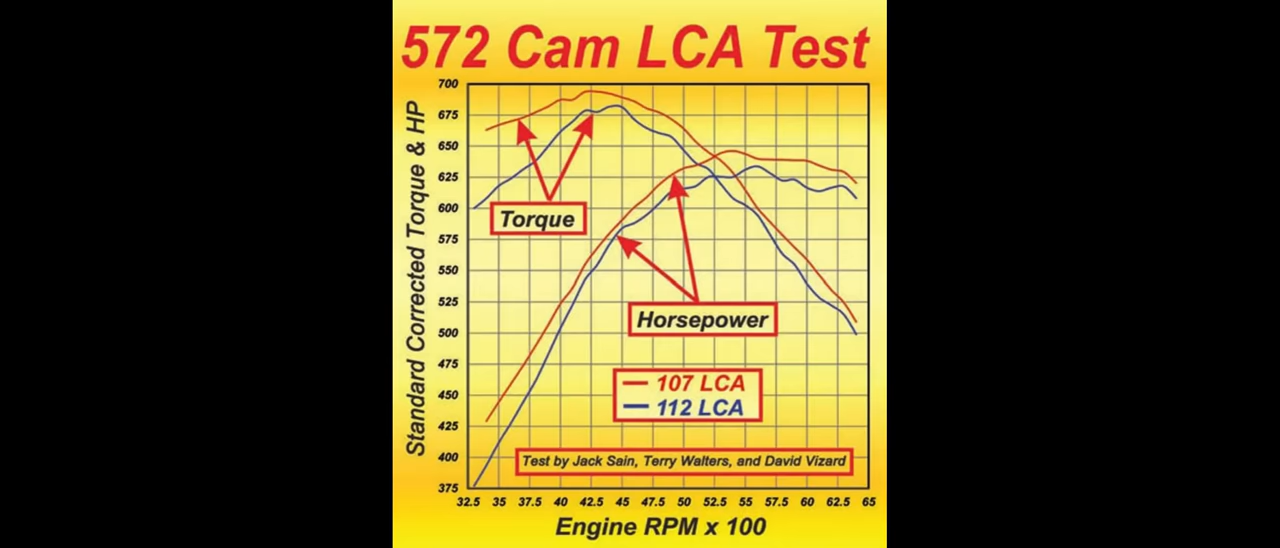 572 Cam LCA Test
Standard Corrected Torque & HP
700
675
650
625
600
575
550
525
500
475
450
425
400
375
Torque
Horsepower
107 LCA
112 LCA
Test by Jack Sain, Terry Walters, and David Vizard
32.5 35 37.5 40 42.5 45 47.5 50 52.5 55 57.5 60 62.5 65
Engine RPM x 100